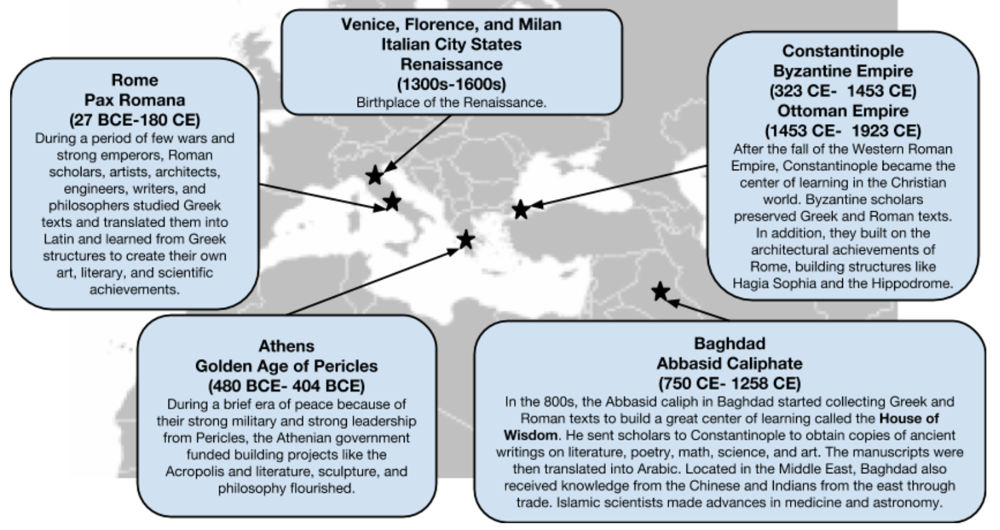 Venice, Florence, and Milan
Italian City States
Renaissance
(1300s-1600s)
Birthplace of the Renaissance.
Rome
Pax Romana
(27 BCE-180 CE)
During a period of few wars and
strong emperors, Roman
scholars, artists, architects,
engineers, writers, and
philosophers studied Greek
texts and translated them into
Latin and learned from Greek
structures to create their own
art, literary, and scientific
achievements.
Constantinople
Byzantine Empire
(323 CE- 1453 CE)
Ottoman Empire
(1453 CE- 1923 CE)
After the fall of the Western Roman
Empire, Constantinople became the
center of learning in the Christian
world. Byzantine scholars
preserved Greek and Roman texts.
In addition, they built on the
architectural achievements of
Rome, building structures like
Hagia Sophia and the Hippodrome.
Athens
Golden Age of Pericles
(480 BCE- 404 BCE)
During a brief era of peace because of
their strong military and strong leadership
from Pericles, the Athenian government
funded building projects like the
Acropolis and literature, sculpture, and
philosophy flourished.
Baghdad
Abbasid Caliphate
(750 CE- 1258 CE)
In the 800s, the Abbasid caliph in Baghdad started collecting Greek and
Roman texts to build a great center of learning called the House of
Wisdom. He sent scholars to Constantinople to obtain copies of ancient
writings on literature, poetry, math, science, and art. The manuscripts were
then translated into Arabic. Located in the Middle East, Baghdad also
received knowledge from the Chinese and Indians from the east through
trade. Islamic scientists made advances in medicine and astronomy.